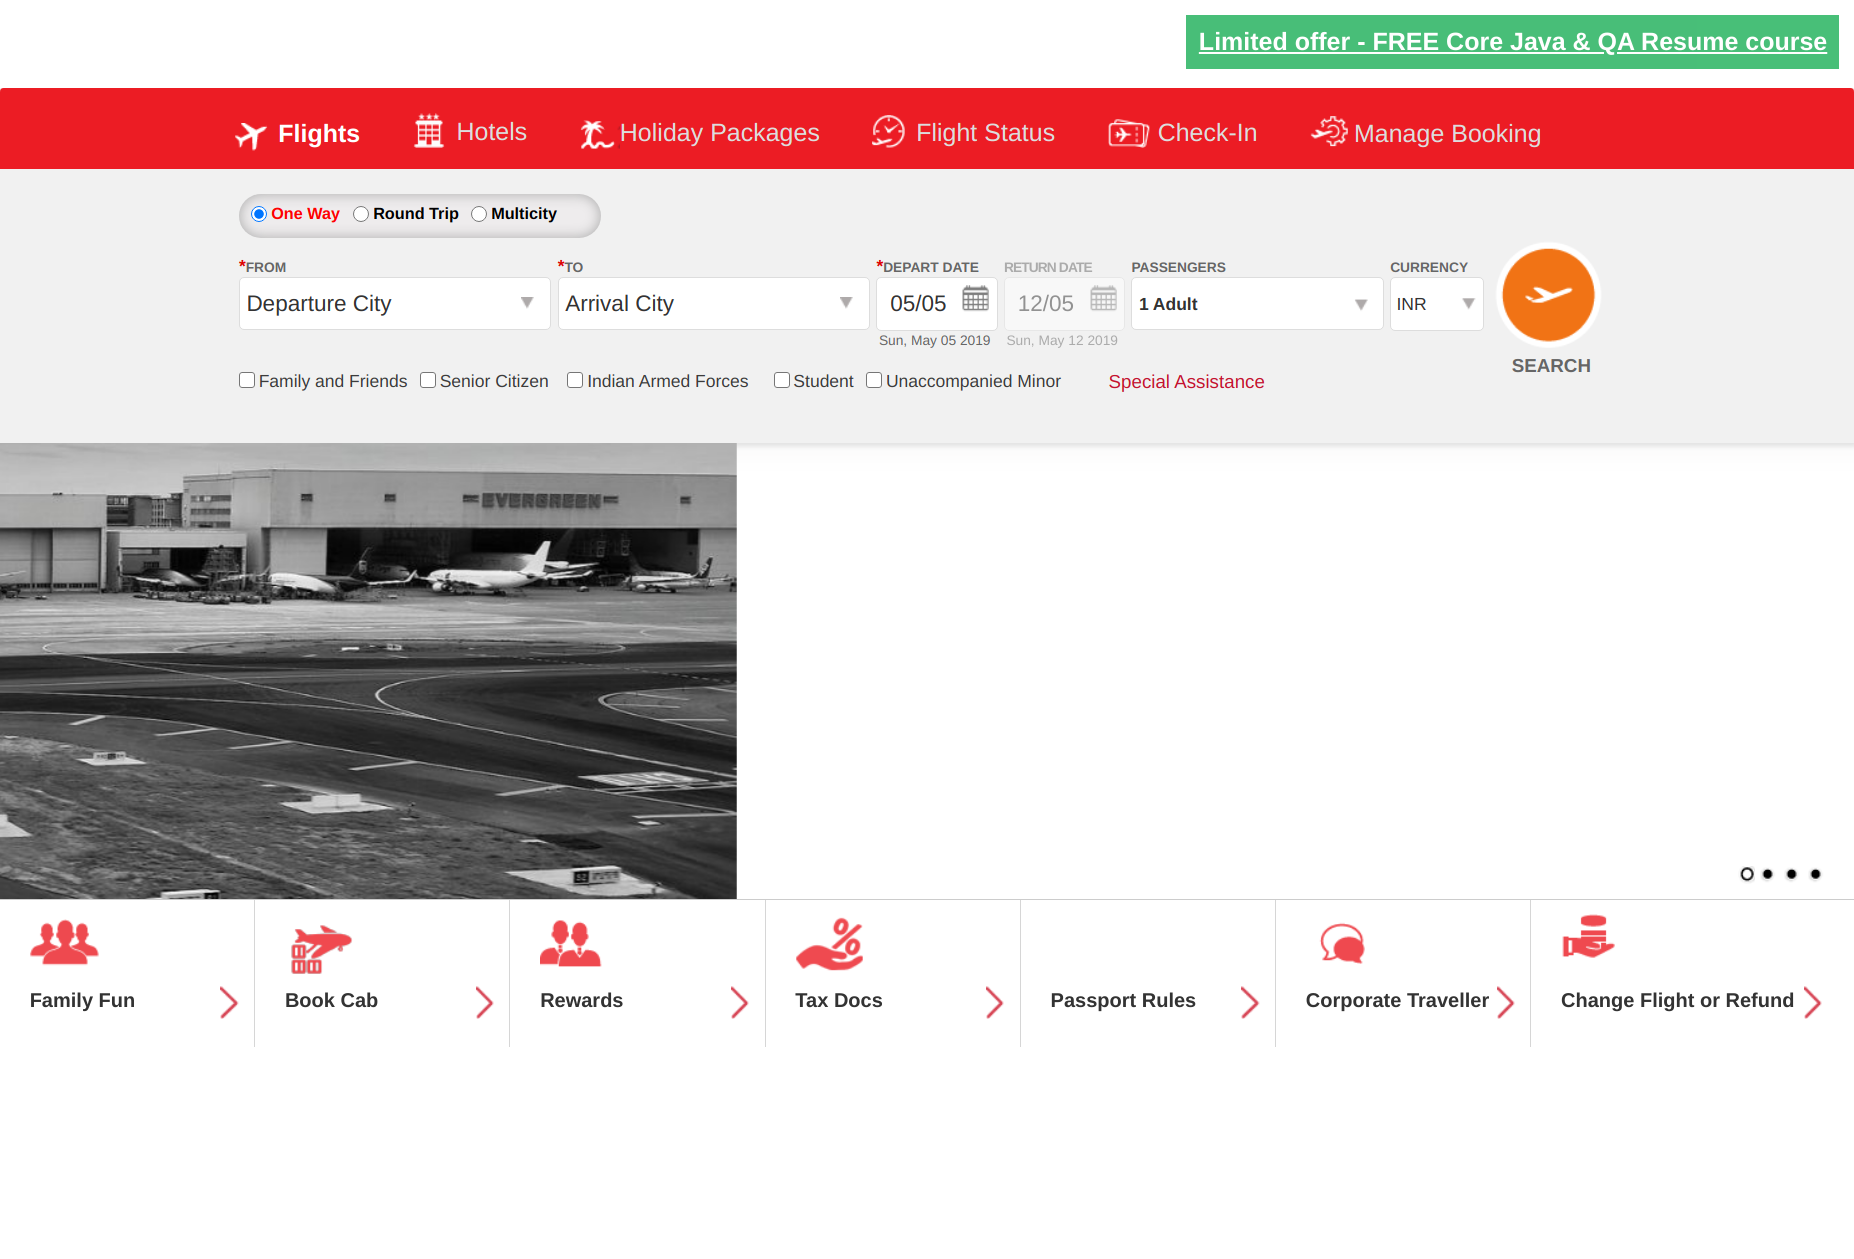 Limited offer - FREE Core Java & QA Resume course
Flights Hotels Holiday Packages Flight Status Check-In Manage Booking
One Way Round Trip Multicity
*FROM *TO *DEPART DATE RETURN DATE PASSENGERS CURRENCY
Departure City Arrival City 05/05 12/05 1 Adult INR
Sun, May 05 2019 Sun, May 12 2019
SEARCH
Family and Friends Senior Citizen Indian Armed Forces Student Unaccompanied Minor Special Assistance
EVERGREEN
Family Fun Book Cab Rewards Tax Docs Passport Rules Corporate Traveller Change Flight or Refund